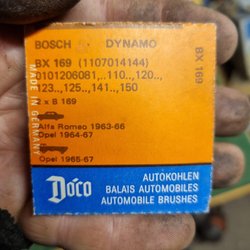 BOSCH DYNAMO
BX 169 (1107014144)
0101206081,..110..,120..,
123..,125..,141..,150
x B 169
Alfa Romeo 1963-66
Opel 1964-67
Opel 1965-67
BX 169
MADE IN GERMANY
Dóco
AUTOKOHLEN
BALAIS AUTOMOBILES
AUTOMOBILE BRUSHES